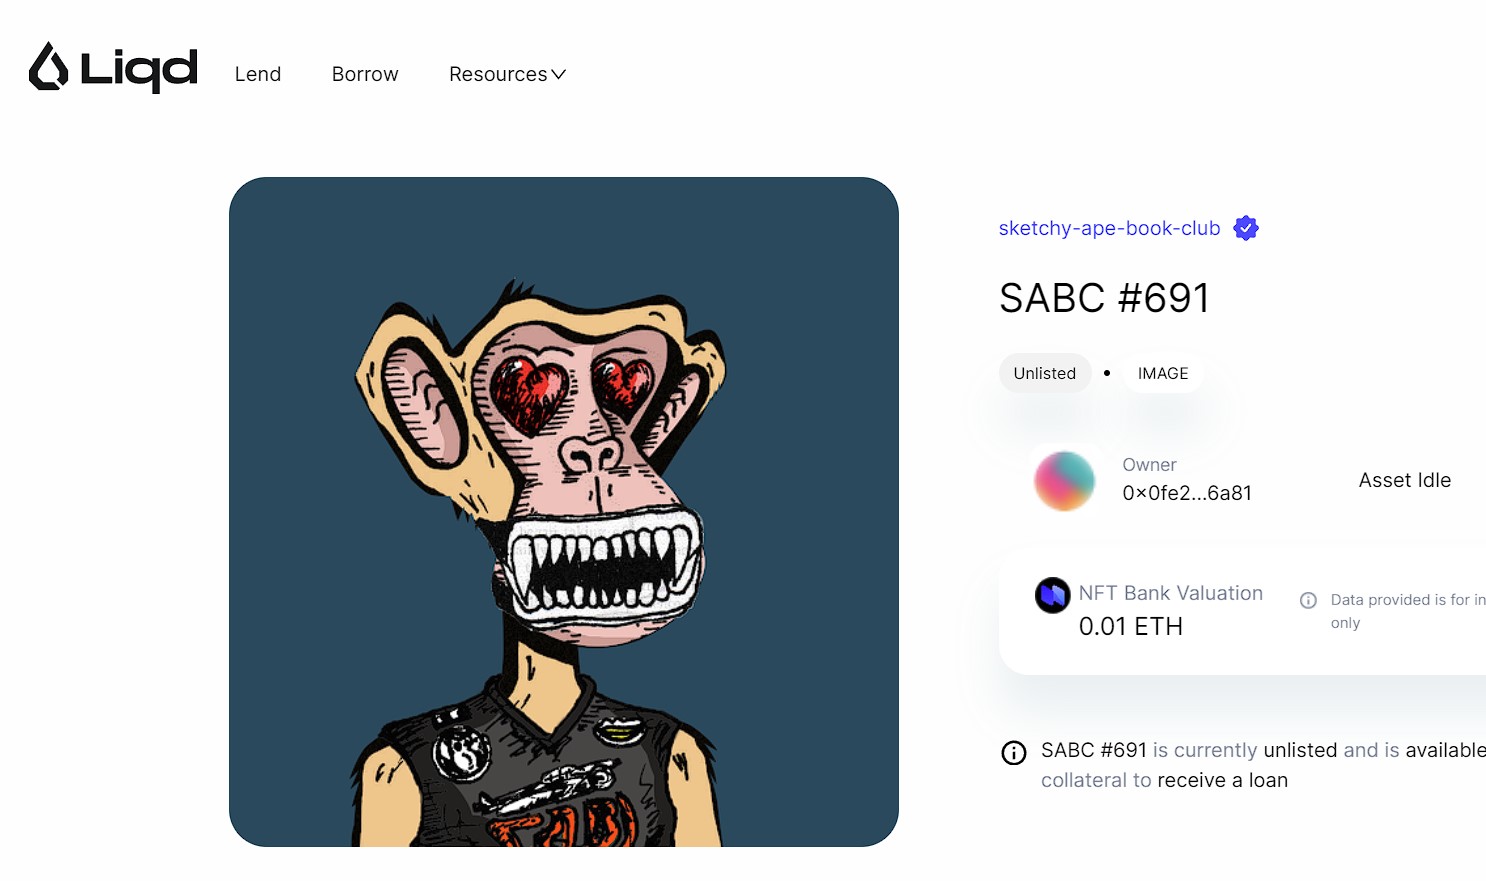 Liqd
Lend
Borrow
Resources
sketchy-ape-book-club
SABC #691
Unlisted • IMAGE
Owner
0x0fe2...6a81
Asset Idle
NFT Bank Valuation
0.01 ETH
Data provided is for in
only
SABC #691 is currently unlisted and is available
collateral to receive a loan